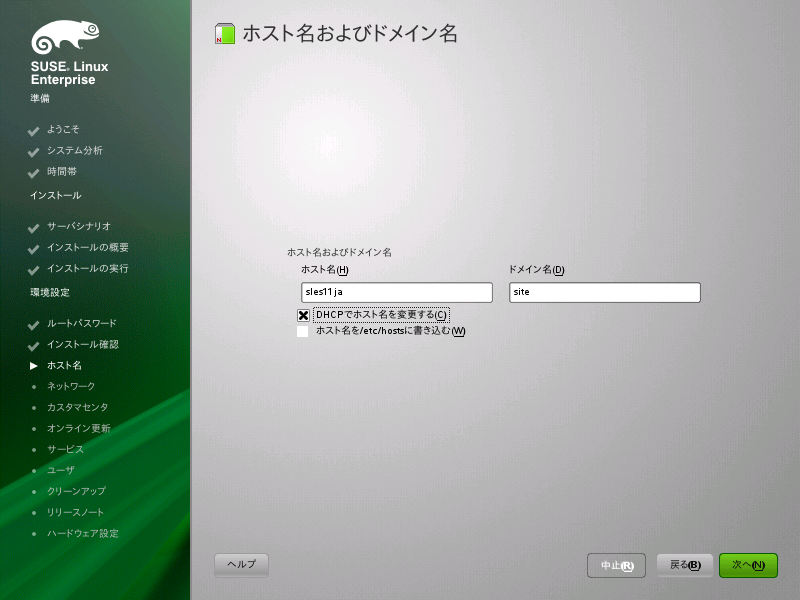 SUSE® Linux
Enterprise
準備
ようこそ
システム分析
時間帯
インストール
サーバシナリオ
インストールの概要
インストールの実行
環境設定
ルートパスワード
インストール確認
ホスト名
ネットワーク
カスタマセンタ
オンライン更新
サービス
ユーザ
クリーンアップ
リリースノート
ハードウェア設定
ホスト名およびドメイン名
ホスト名およびドメイン名
ホスト名(H)
ドメイン名(D)
sles11ja
site
DHCPでホスト名を変更する(C)
ホスト名を/etc/hostsに書き込む(W)
ヘルプ
中止(R)
戻る(B)
次へ(N)